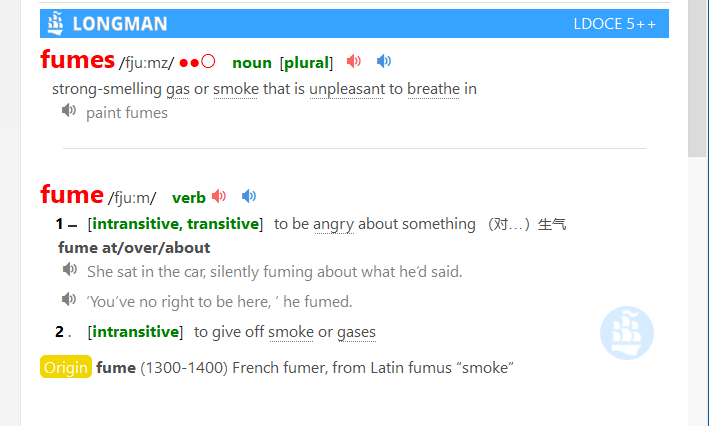 LONGMAN LDOCE 5++
fumes /fjuːmz/ ●●○ noun [plural]
strong-smelling gas or smoke that is unpleasant to breathe in
paint fumes
fume /fjuːm/ verb
1 – [intransitive, transitive] to be angry about something （对…）生气
fume at/over/about
She sat in the car, silently fuming about what he’d said.
‘You’ve no right to be here, ’ he fumed.
2 . [intransitive] to give off smoke or gases
Origin fume (1300-1400) French fumer, from Latin fumus “smoke”